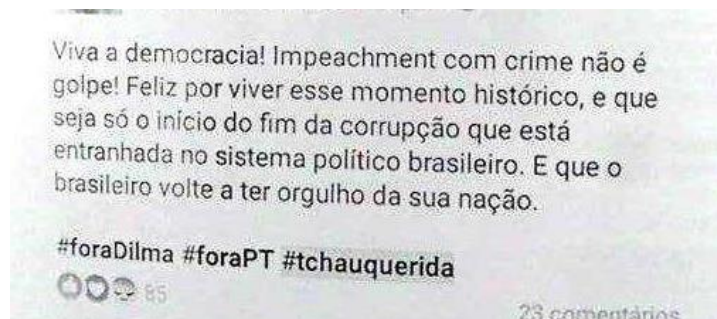 Viva a democracia! Impeachment com crime não é
golpe! Feliz por viver esse momento histórico, e que
seja só o início do fim da corrupção que está
entranhada no sistema político brasileiro. E que o
brasileiro volte a ter orgulho da sua nação.
#foraDilma #foraPT #tchauquerida
85
23 comentários